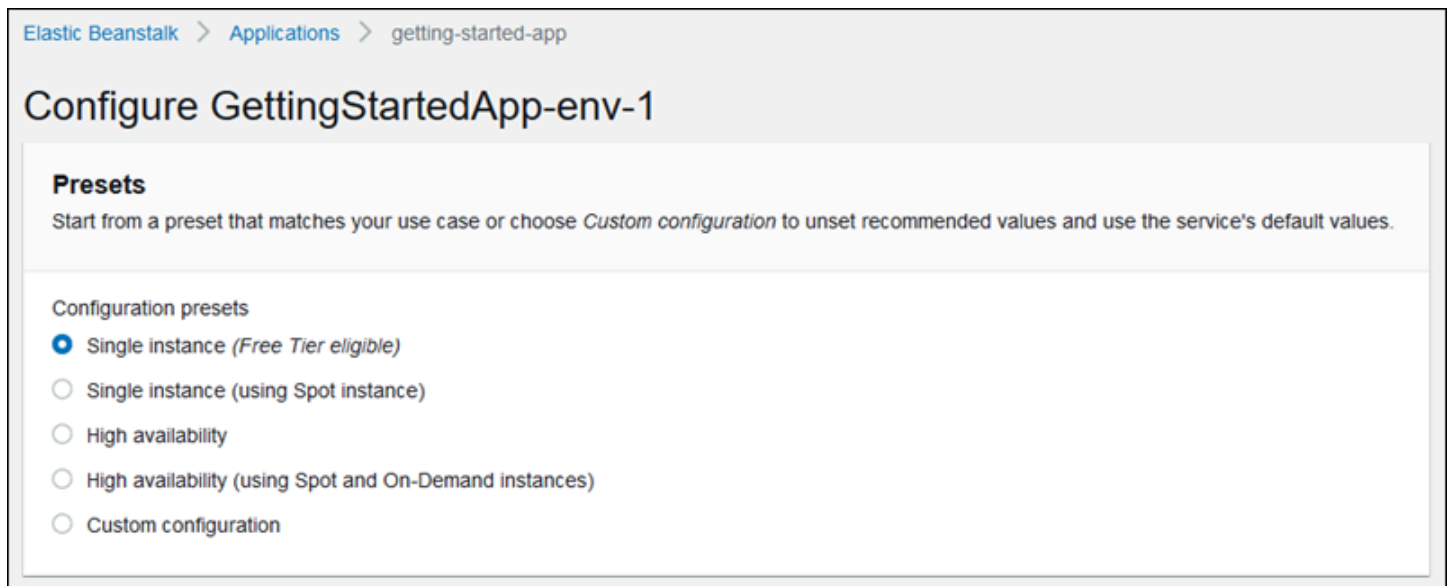 Elastic Beanstalk > Applications > getting-started-app
Configure GettingStartedApp-env-1
Presets
Start from a preset that matches your use case or choose Custom configuration to unset recommended values and use the service's default values.
Configuration presets
Single instance (Free Tier eligible)
Single instance (using Spot instance)
High availability
High availability (using Spot and On-Demand instances)
Custom configuration